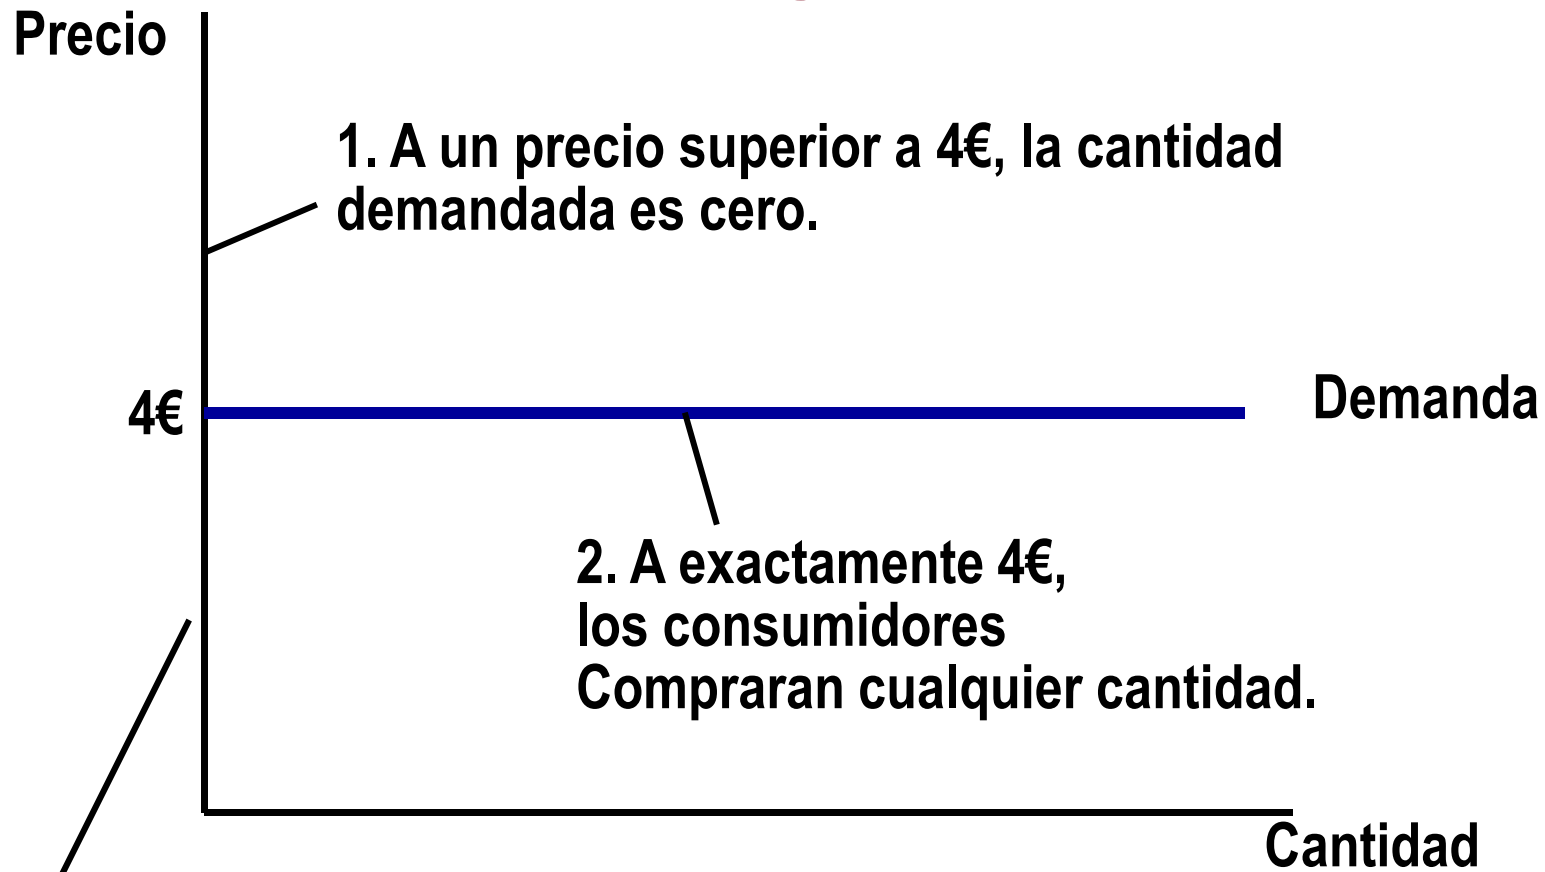 Precio
1. A un precio superior a 4€, la cantidad
demandada es cero.
4€
Demanda
2. A exactamente 4€,
los consumidores
Compraran cualquier cantidad.
Cantidad